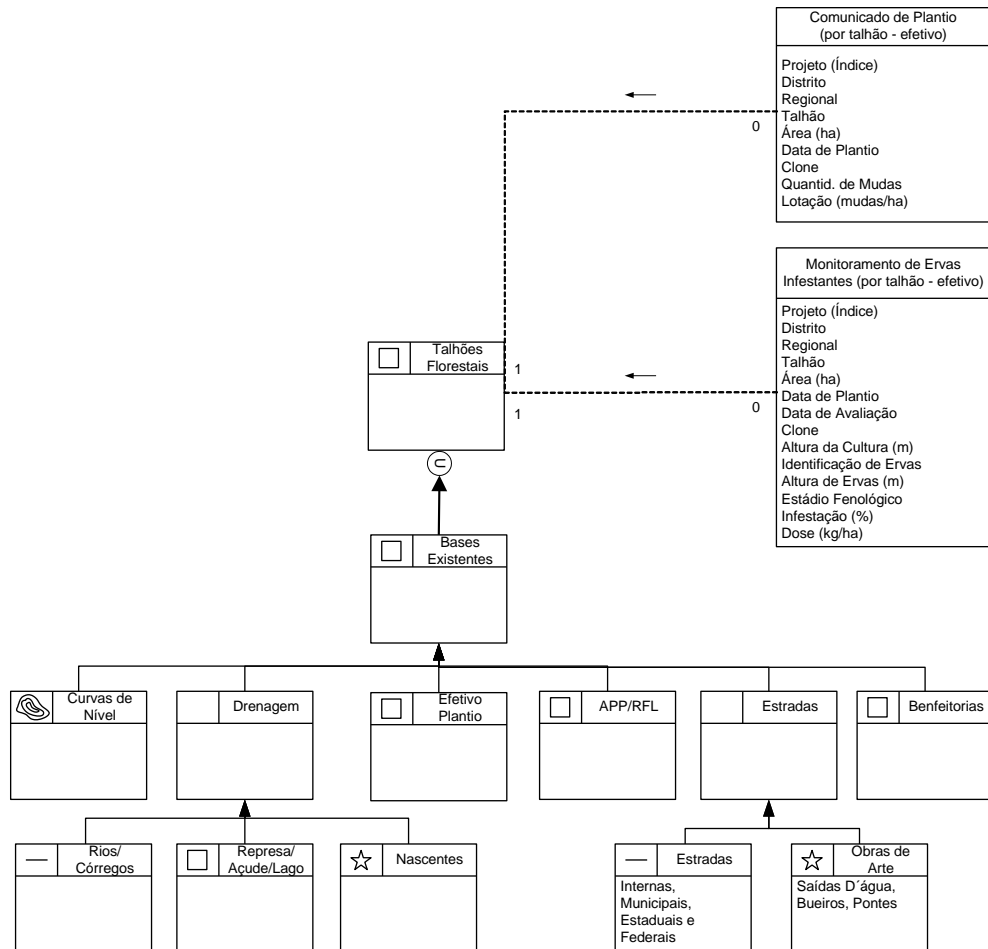 Comunicado de Plantio
(por talhão - efetivo)
Projeto (Índice)
Distrito
Regional
Talhão
Área (ha)
Data de Plantio
Clone
Quantid. de Mudas
Lotação (mudas/ha)
0
Monitoramento de Ervas
Infestantes (por talhão - efetivo)
Projeto (Índice)
Distrito
Regional
Talhão
Área (ha)
Data de Plantio
Data de Avaliação
Clone
Altura da Cultura (m)
Identificação de Ervas
Altura de Ervas (m)
Estádio Fenológico
Infestação (%)
Dose (kg/ha)
0
1
1
Talhões
Florestais
⊂
Bases
Existentes
Curvas de
Nível
Drenagem
Efetivo
Plantio
APP/RFL
Estradas
Benfeitorias
Rios/
Córregos
Represa/
Açude/Lago
Nascentes
Estradas
Internas,
Municipais,
Estaduais e
Federais
Obras de
Arte
Saídas D´água,
Bueiros, Pontes